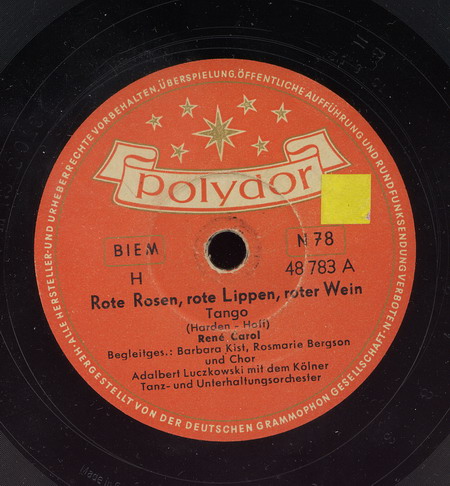 ALLE HERSTELLER- UND URHEBERRECHTE VORBEHALTEN, ÜBERSPIELUNG, ÖFFENTLICHE AUFFÜHRUNG UND RUNDFUNKSENDUNG VERBOTEN.
polydor
BIEM
N 78
H
48 783 A
Rote Rosen, rote Lippen, roter Wein
Tango
(Harden - Holt)
René Carol
Begleitges.: Barbara Kist, Rosmarie Bergson
und Chor
Adalbert Luczkowski mit dem Kölner
Tanz- und Unterhaltungsorchester
HERGESTELLT VON DER DEUTSCHEN GRAMMOPHON GESELLSCHAFT